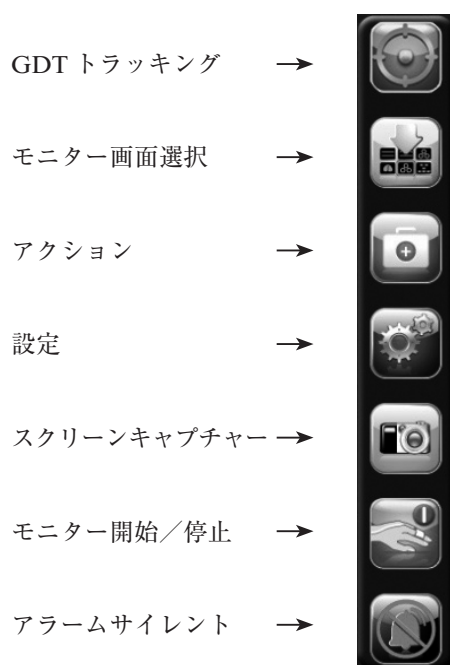 GDT トラッキング
モニター画面選択
アクション
設定
スクリーンキャプチャー
モニター開始／停止
アラームサイレント